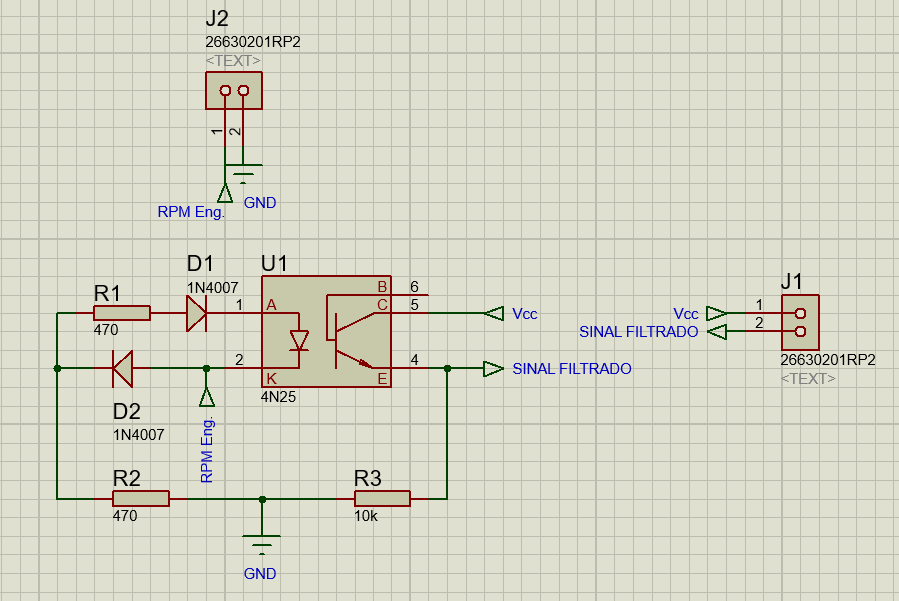 J2
26630201RP2
<TEXT>
1
2
RPM Eng.
GND
D1
1N4007
U1
R1
470
1
2
A
K
B
C
E
6
5
4
4N25
Vcc
SINAL FILTRADO
J1
Vcc
SINAL FILTRADO
1
2
26630201RP2
<TEXT>
D2
1N4007
RPM Eng.
R2
470
R3
10k
GND